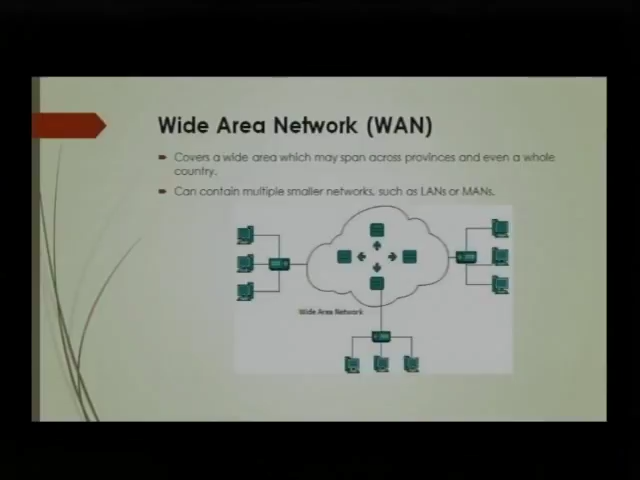 Wide Area Network (WAN)
Covers a wide area which may span across provinces and even a whole
country.
Can contain multiple smaller networks, such as LANs or MANs.
Wide Area Network